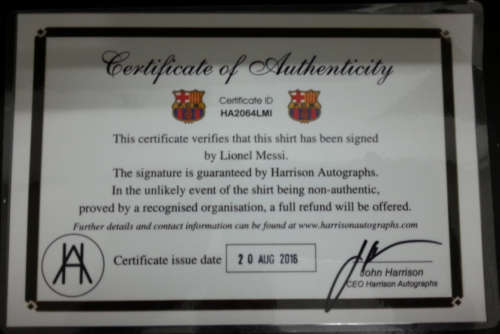 Certificate of Authenticity
Certificate ID
HA2064LMI
This certificate verifies that this shirt has been signed
by Lionel Messi.
The signature is guaranteed by Harrison Autographs.
In the unlikely event of the shirt being non-authentic,
proved by a recognised organisation, a full refund will be offered.
Further details and contact information can be found at www.harrisonautographs.com
Certificate issue date 20 AUG 2016
John Harrison
CEO Harrison Autographs